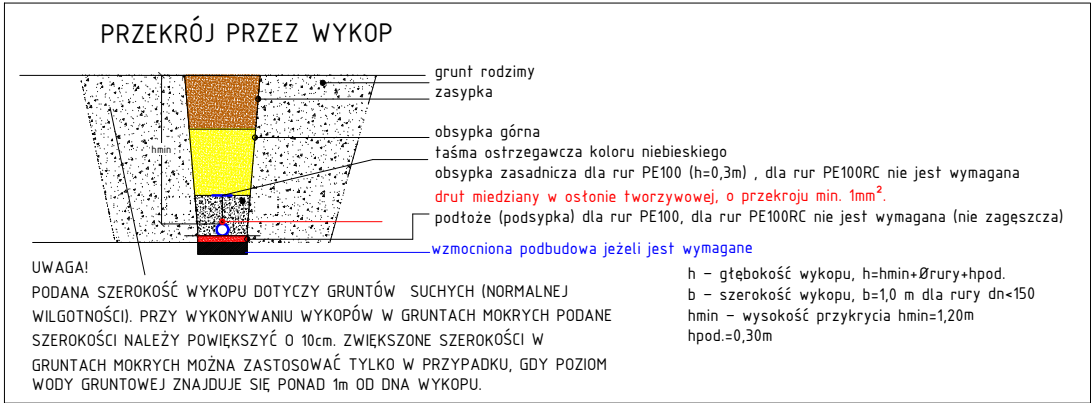 PRZEKRÓJ PRZEZ WYKOP
grunt rodzimy
zasypka
obsypka górna
taśma ostrzegawcza koloru niebieskiego
obsypka zasadnicza dla rur PE100 (h=0,3m) , dla rur PE100RC nie jest wymagana
drut miedziany w osłonie tworzywowej, o przekroju min. 1mm².
podłoże (podsypka) dla rur PE100, dla rur PE100RC nie jest wymagana (nie zagęszcza)
wzmocniona podbudowa jeżeli jest wymagane
hmin
UWAGA!
PODANA SZEROKOŚĆ WYKOPU DOTYCZY GRUNTÓW SUCHYCH (NORMALNEJ
WILGOTNOŚCI). PRZY WYKONYWANIU WYKOPÓW W GRUNTACH MOKRYCH PODANE
SZEROKOŚCI NALEŻY POWIĘKSZYĆ O 10cm. ZWIĘKSZONE SZEROKOŚCI W
GRUNTACH MOKRYCH MOŻNA ZASTOSOWAĆ TYLKO W PRZYPADKU, GDY POZIOM
WODY GRUNTOWEJ ZNAJDUJE SIĘ PONAD 1m OD DNA WYKOPU.
h – głębokość wykopu, h=hmin+Ørury+hpod.
b – szerokość wykopu, b=1,0 m dla rury dn<150
hmin – wysokość przykrycia hmin=1,20m
hpod.=0,30m